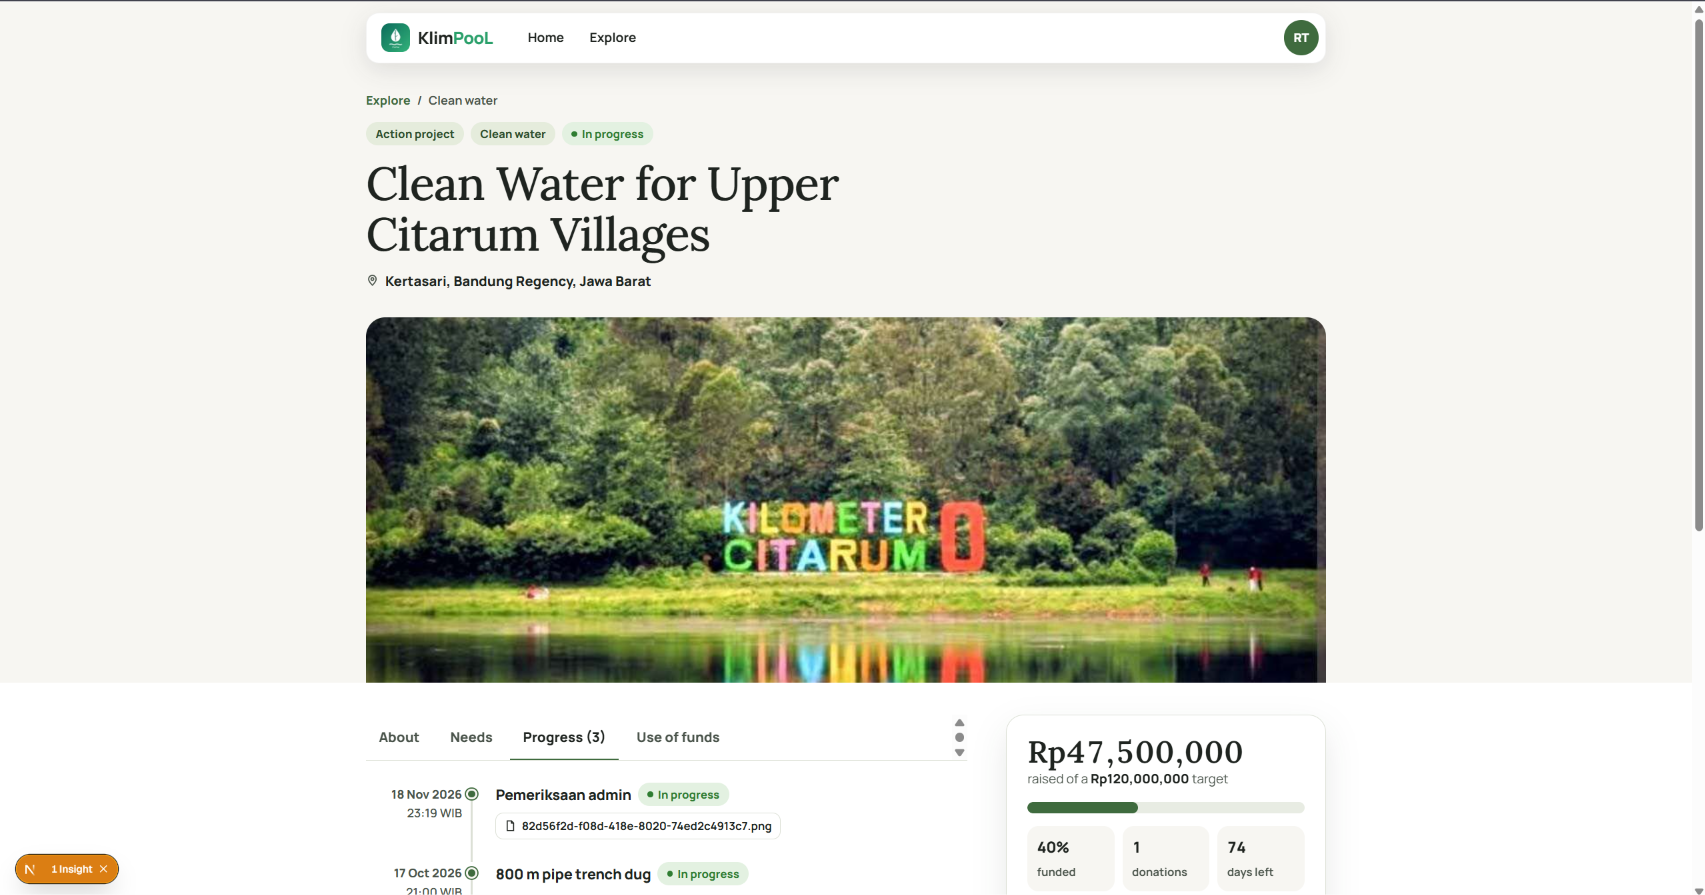 KlimPooL
Home
Explore
RT
Explore / Clean water
Action project
Clean water
In progress
Clean Water for Upper
Citarum Villages
Kertasari, Bandung Regency, Jawa Barat
KILOMETER 0
CITARUM
About
Needs
Progress (3)
Use of funds
18 Nov 2026
23:19 WIB
Pemeriksaan admin
In progress
82d56f2d-f08d-418e-8020-74ed2c4913c7.png
17 Oct 2026
21:00 WIB
800 m pipe trench dug
In progress
Rp47,500,000
raised of a Rp120,000,000 target
40%
funded
1
donations
74
days left
N
1 Insight